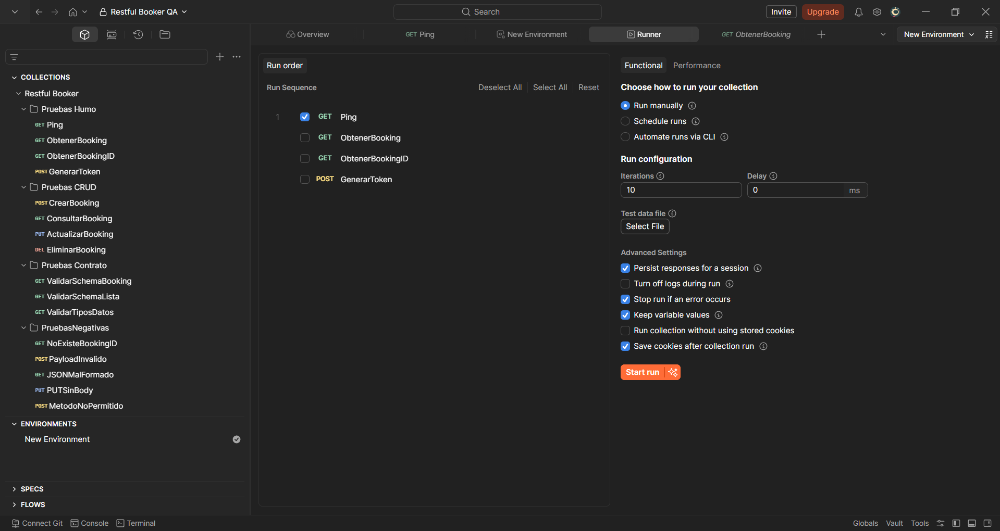 Restful Booker QA
Search
Invite
Upgrade
Overview
GET Ping
New Environment
Runner
GET ObtenerBooking
New Environment
COLLECTIONS
Restful Booker
Pruebas Humo
GET Ping
GET ObtenerBooking
GET ObtenerBookingID
POST GenerarToken
Pruebas CRUD
POST CrearBooking
GET ConsultarBooking
PUT ActualizarBooking
DEL EliminarBooking
Pruebas Contrato
GET ValidarSchemaBooking
GET ValidarSchemaLista
GET ValidarTiposDatos
PruebasNegativas
GET NoExisteBookingID
POST PayloadInvalido
GET JSONMalFormado
PUT PUTSinBody
POST MetodoNoPermitido
ENVIRONMENTS
New Environment
SPECS
FLOWS
Run order
Run Sequence
Deselect All
Select All
Reset
1 GET Ping
GET ObtenerBooking
GET ObtenerBookingID
POST GenerarToken
Functional
Performance
Choose how to run your collection
Run manually
Schedule runs
Automate runs via CLI
Run configuration
Iterations
Delay
10
0 ms
Test data file
Select File
Advanced Settings
Persist responses for a session
Turn off logs during run
Stop run if an error occurs
Keep variable values
Run collection without using stored cookies
Save cookies after collection run
Start run
Connect Git
Console
Terminal
Globals
Vault
Tools